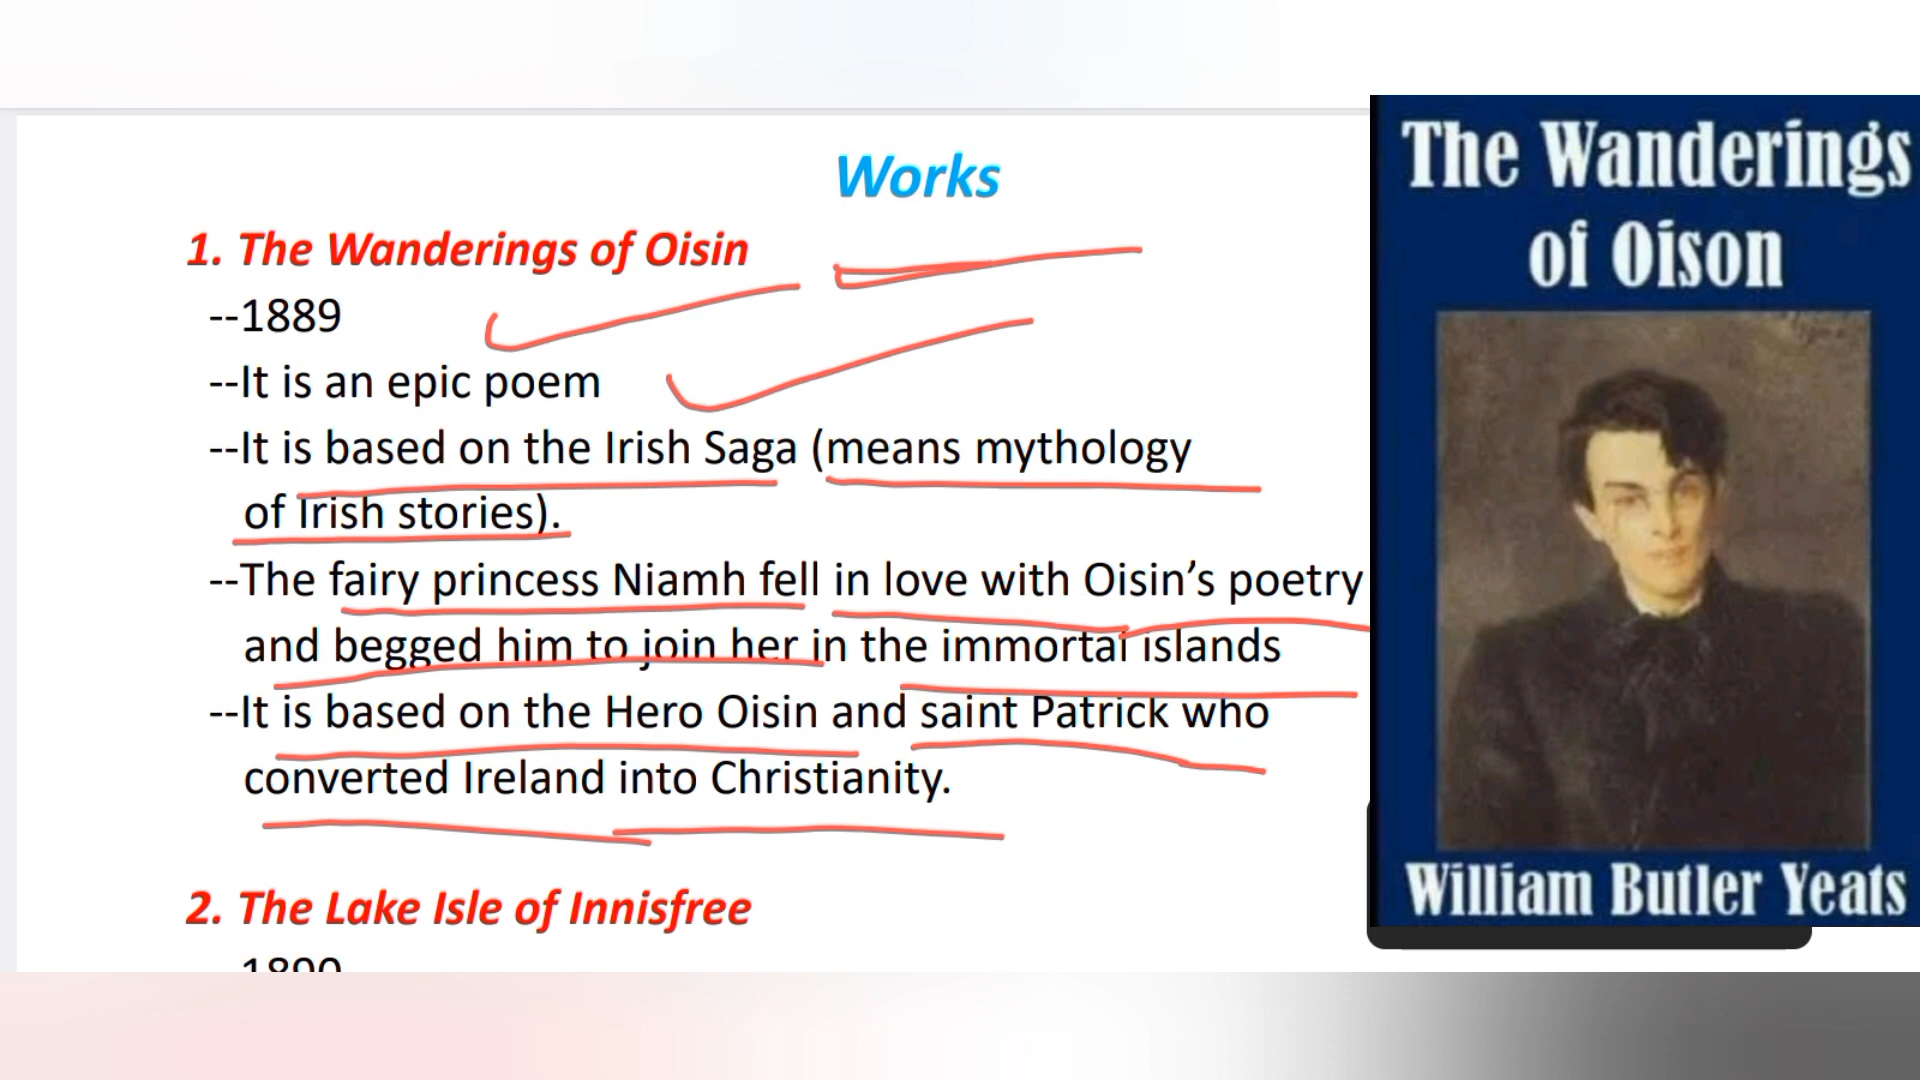 Works
1. The Wanderings of Oisin
--1889
--It is an epic poem
--It is based on the Irish Saga (means mythology
of Irish stories).
--The fairy princess Niamh fell in love with Oisin’s poetry
and begged him to join her in the immortal islands
--It is based on the Hero Oisin and saint Patrick who
converted Ireland into Christianity.
2. The Lake Isle of Innisfree
1890
The Wanderings
of Oison
William Butler Yeats